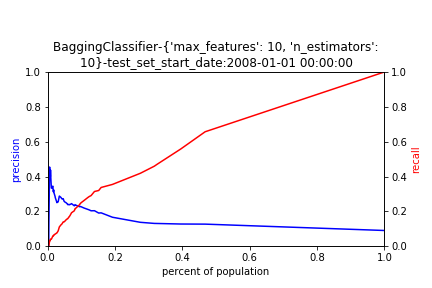 BaggingClassifier-{'max_features': 10, 'n_estimators':
10}-test_set_start_date:2008-01-01 00:00:00
1.0 1.0
0.8 0.8
0.6 0.6
precision recall
0.4 0.4
0.2 0.2
0.0 0.0
0.0 0.2 0.4 0.6 0.8 1.0
percent of population